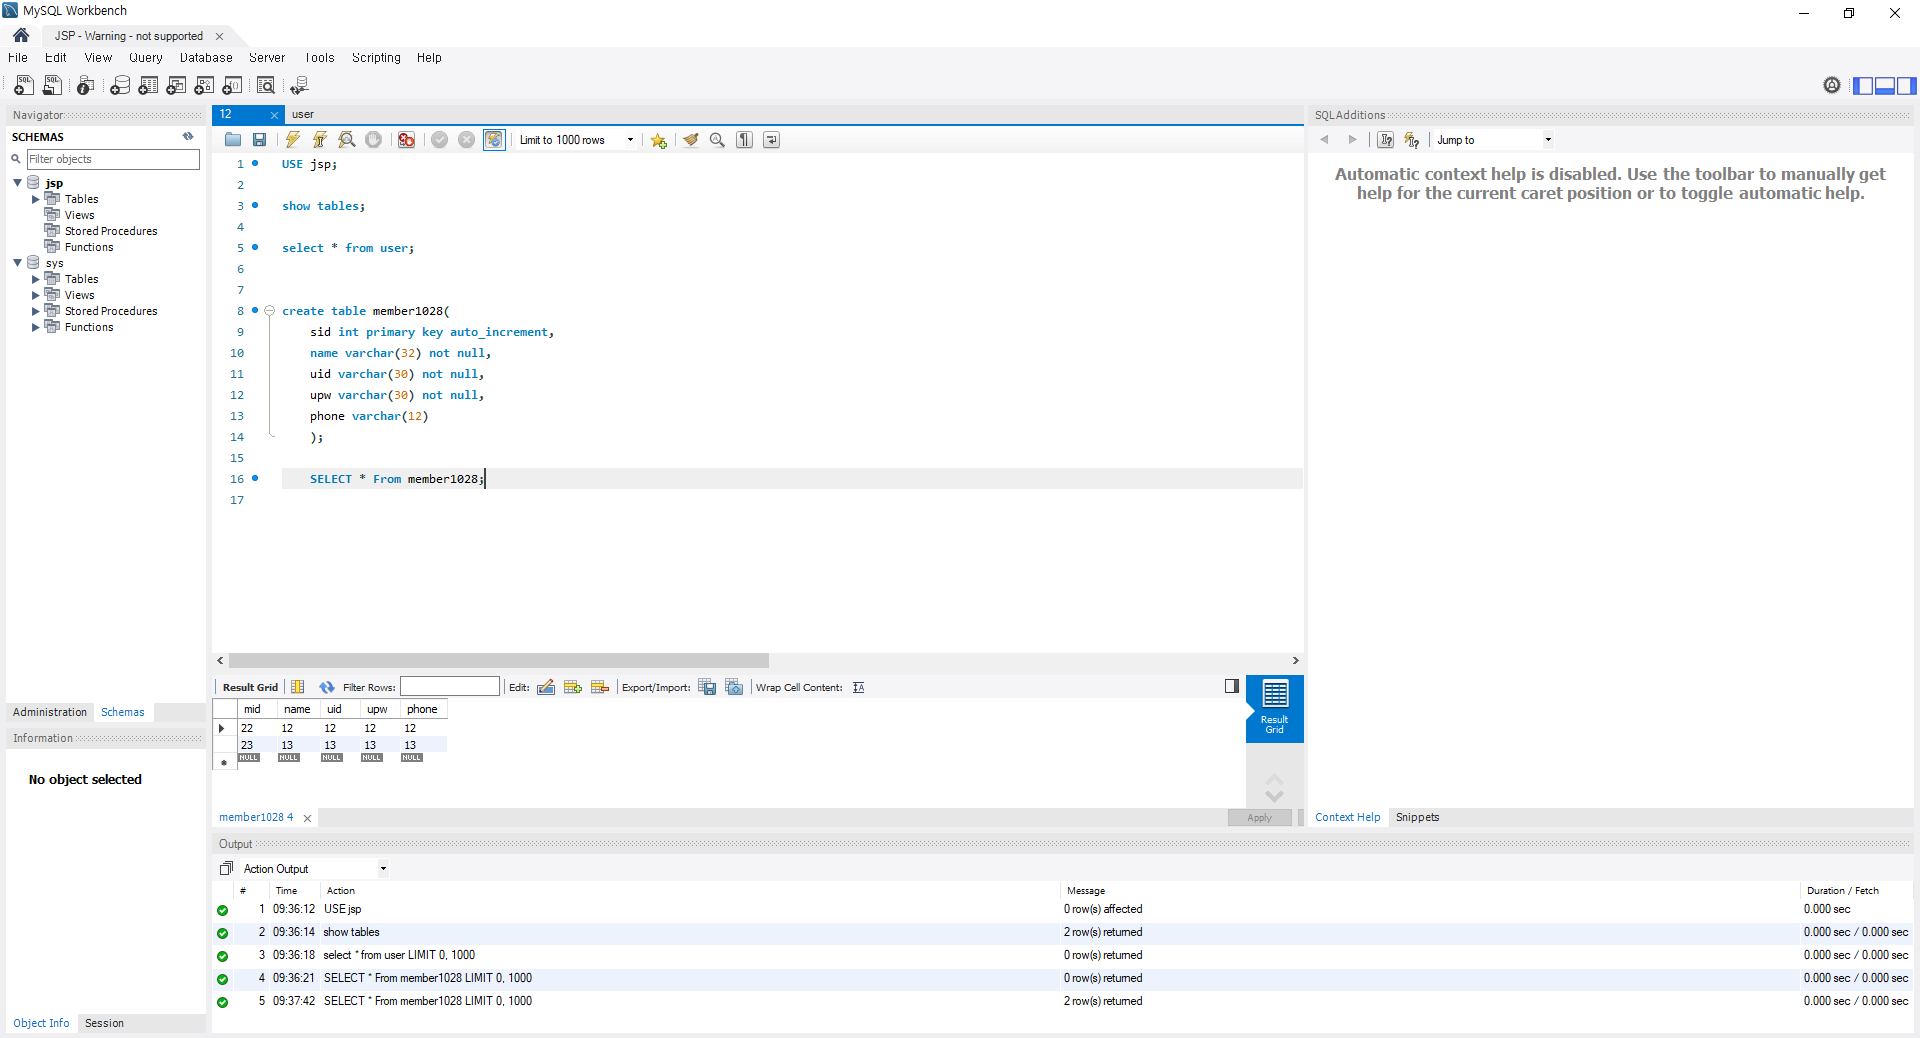 MySQL Workbench
JSP - Warning - not supported
File Edit View Query Database Server Tools Scripting Help
Navigator
SCHEMAS
Filter objects
jsp
Tables
Views
Stored Procedures
Functions
sys
Tables
Views
Stored Procedures
Functions
Administration Schemas
Information
No object selected
Object Info Session
12 user
Limit to 1000 rows
1 USE jsp;
2
3 show tables;
4
5 select * from user;
6
7
8 create table member1028(
9 sid int primary key auto_increment,
10 name varchar(32) not null,
11 uid varchar(30) not null,
12 upw varchar(30) not null,
13 phone varchar(12)
14 );
15
16 SELECT * From member1028;
17
Result Grid Filter Rows: Edit: Export/Import: Wrap Cell Content:
mid name uid upw phone
22 12 12 12 12
23 13 13 13 13
NULL NULL NULL NULL NULL
Result
Grid
member1028 4
Apply
SQLAdditions
Jump to
Automatic context help is disabled. Use the toolbar to manually get
help for the current caret position or to toggle automatic help.
Context Help Snippets
Output
Action Output
# Time Action Message Duration / Fetch
1 09:36:12 USE jsp 0 row(s) affected 0.000 sec
2 09:36:14 show tables 2 row(s) returned 0.000 sec / 0.000 sec
3 09:36:18 select * from user LIMIT 0, 1000 0 row(s) returned 0.000 sec / 0.000 sec
4 09:36:21 SELECT * From member1028 LIMIT 0, 1000 0 row(s) returned 0.000 sec / 0.000 sec
5 09:37:42 SELECT * From member1028 LIMIT 0, 1000 2 row(s) returned 0.000 sec / 0.000 sec